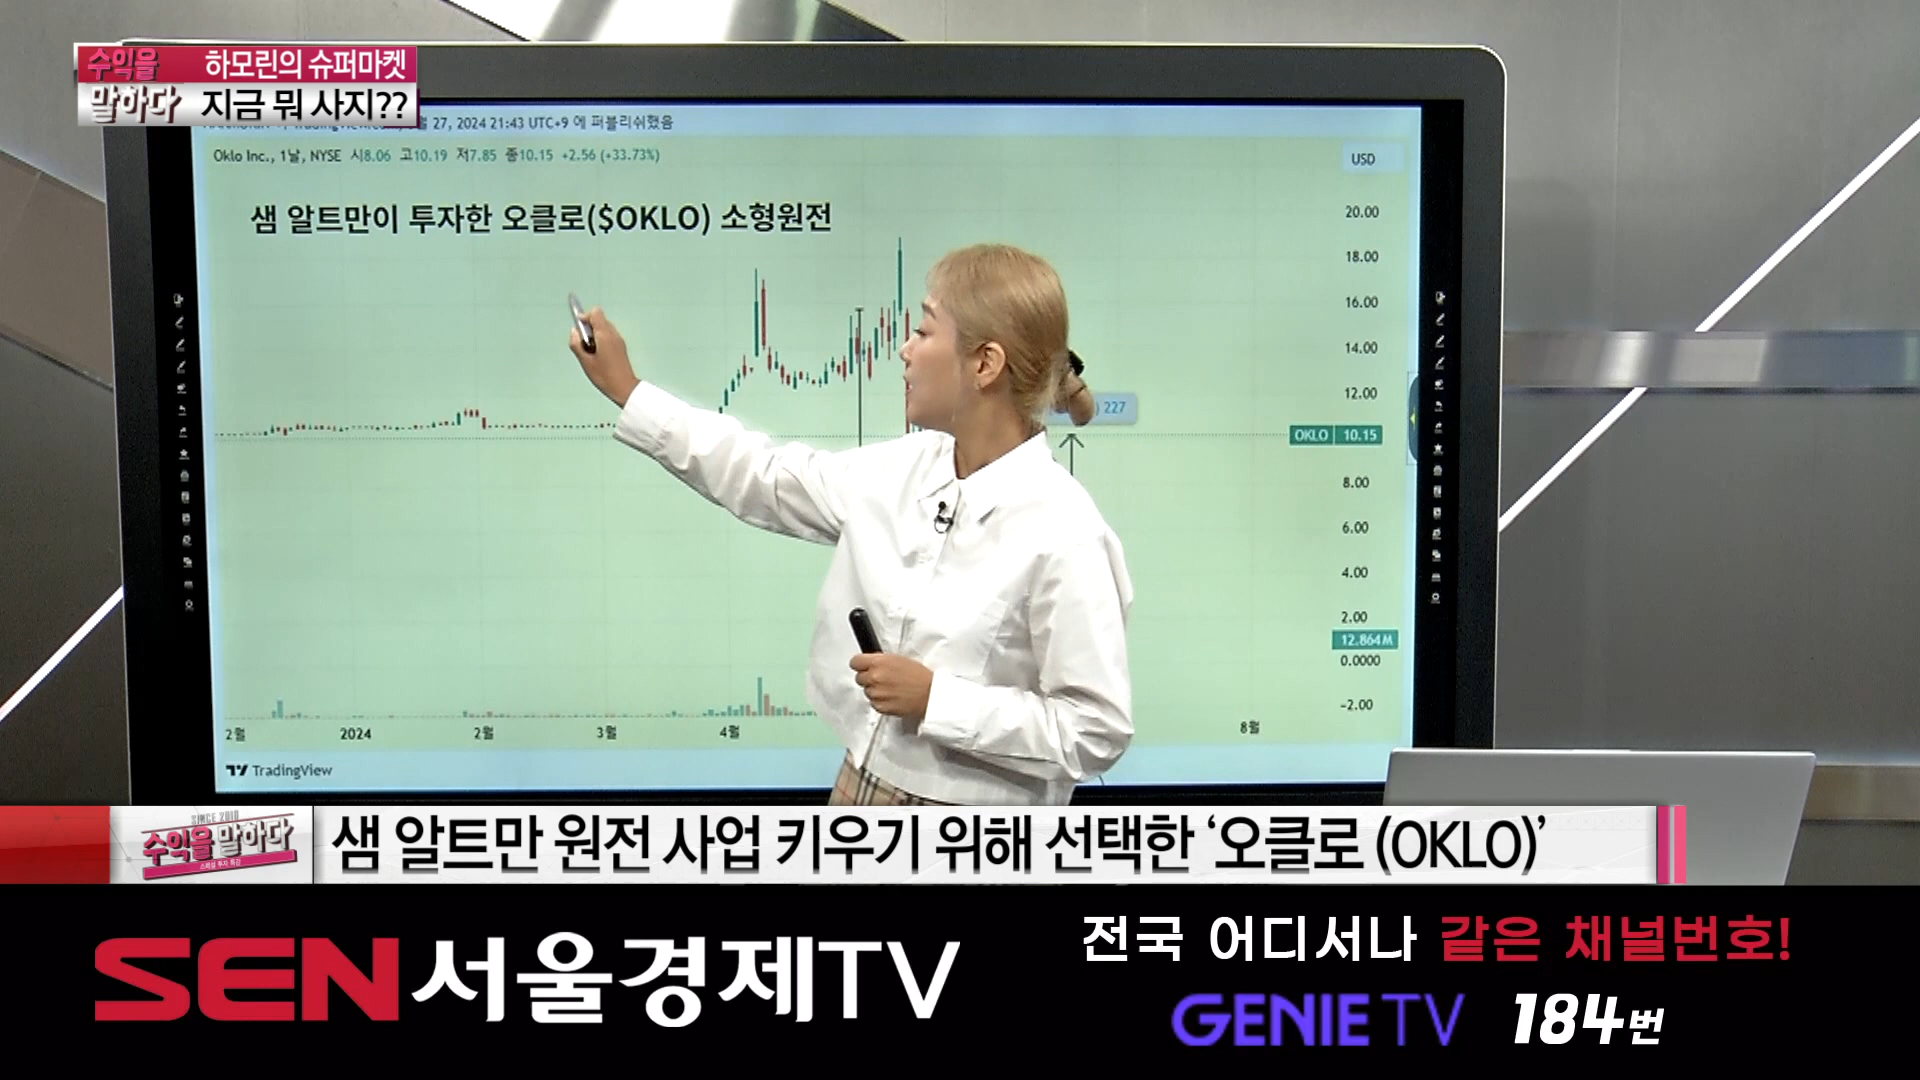 수익을 말하다
하모린의 슈퍼마켓
지금 뭐 사지??
27, 2024 21:43 UTC+9 에 퍼블리쉬했음
Oklo Inc., 1날, NYSE 시8.06 고10.19 저7.85 종10.15 +2.56 (+33.73%)
USD
샘 알트만이 투자한 오클로($OKLO) 소형원전
20.00
18.00
16.00
14.00
12.00
) 227
OKLO 10.15
8.00
6.00
4.00
2.00
12.864M
0.0000
-2.00
2월 2024 2월 3월 4월 8월
TradingView
SINCE 2010
수익을 말하다
샘 알트만 원전 사업 키우기 위해 선택한 ‘오클로 (OKLO)’
SEN 서울경제TV
전국 어디서나 같은 채널번호!
GENIE TV 184번